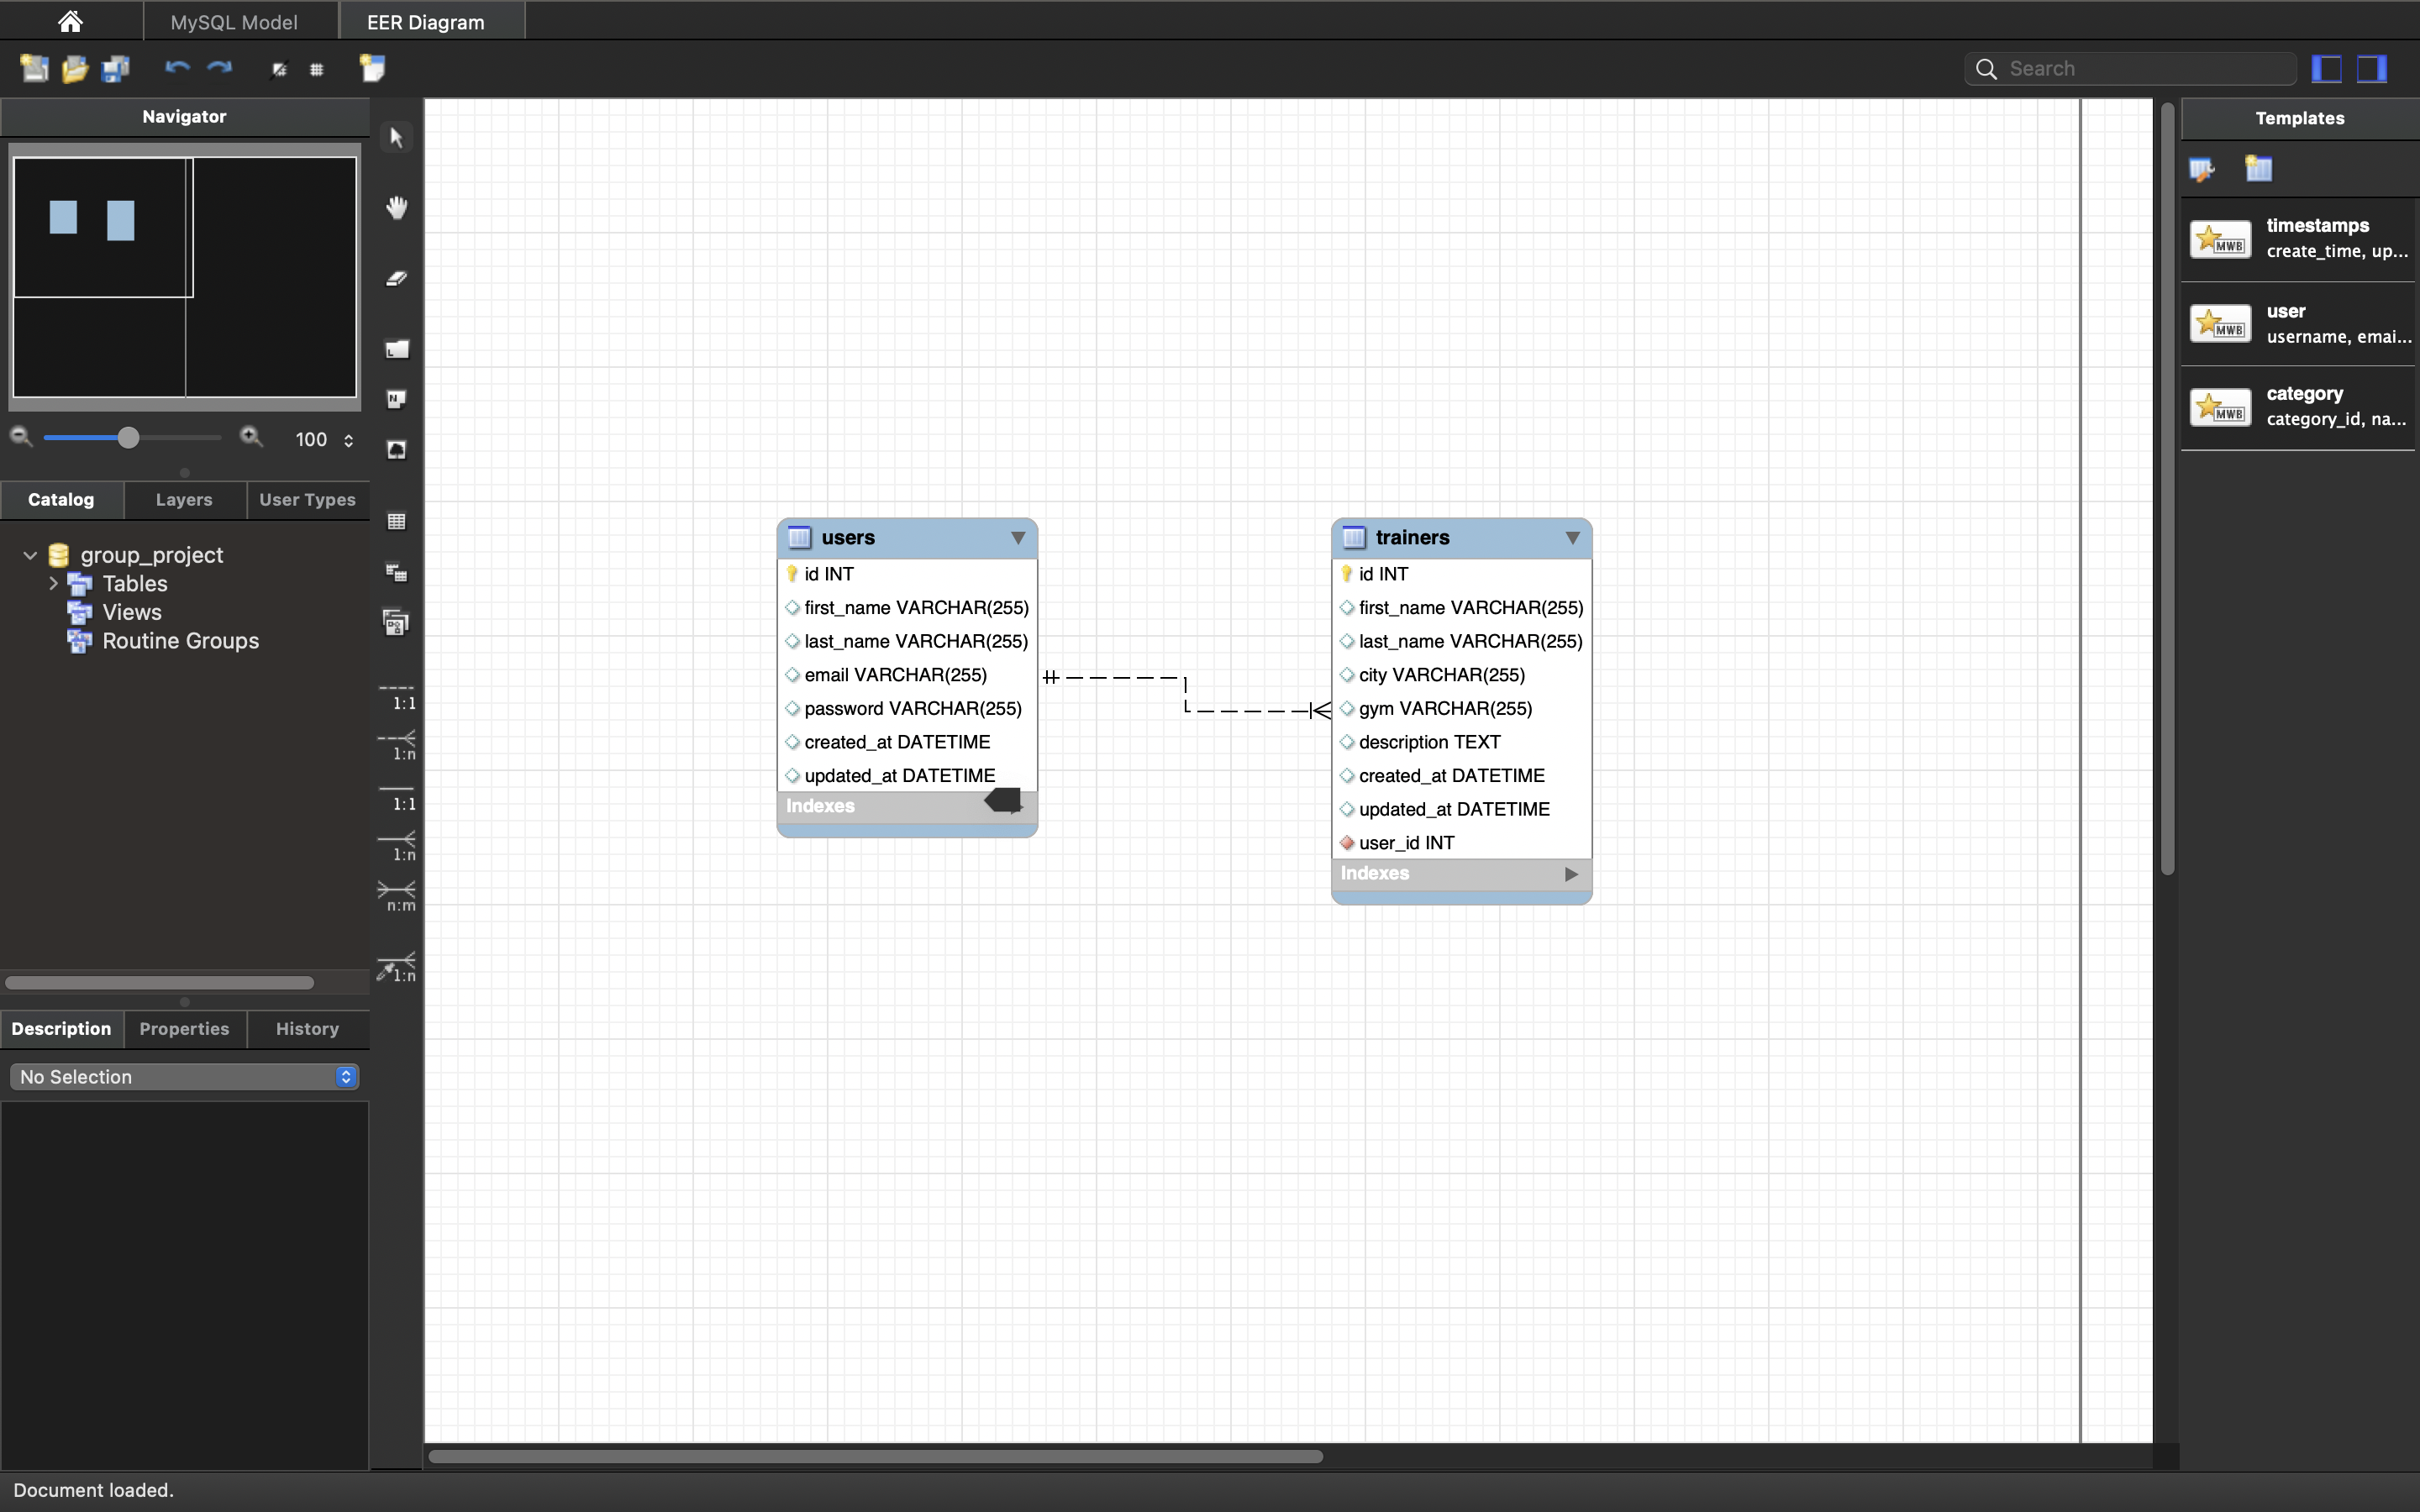 MySQL Model
EER Diagram
Search
Navigator
100
Catalog
Layers
User Types
group_project
Tables
Views
Routine Groups
Description
Properties
History
No Selection
L
N
1:1
1:n
1:1
1:n
n:m
1:n
users
id INT
first_name VARCHAR(255)
last_name VARCHAR(255)
email VARCHAR(255)
password VARCHAR(255)
created_at DATETIME
updated_at DATETIME
Indexes
trainers
id INT
first_name VARCHAR(255)
last_name VARCHAR(255)
city VARCHAR(255)
gym VARCHAR(255)
description TEXT
created_at DATETIME
updated_at DATETIME
user_id INT
Indexes
Templates
MWB
timestamps
create_time, up...
MWB
user
username, emai...
MWB
category
category_id, na...
Document loaded.